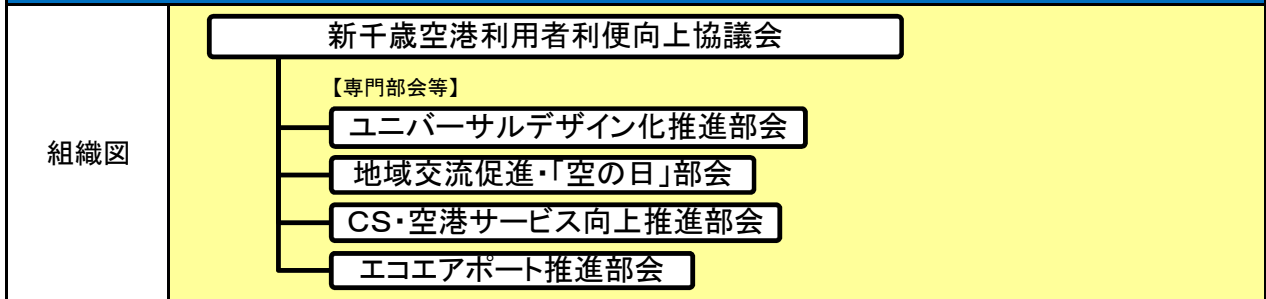 新千歳空港利用者利便向上協議会
【専門部会等】
ユニバーサルデザイン化推進部会
組織図
地域交流促進・｢空の日｣部会
CS・空港サービス向上推進部会
エコエアポート推進部会